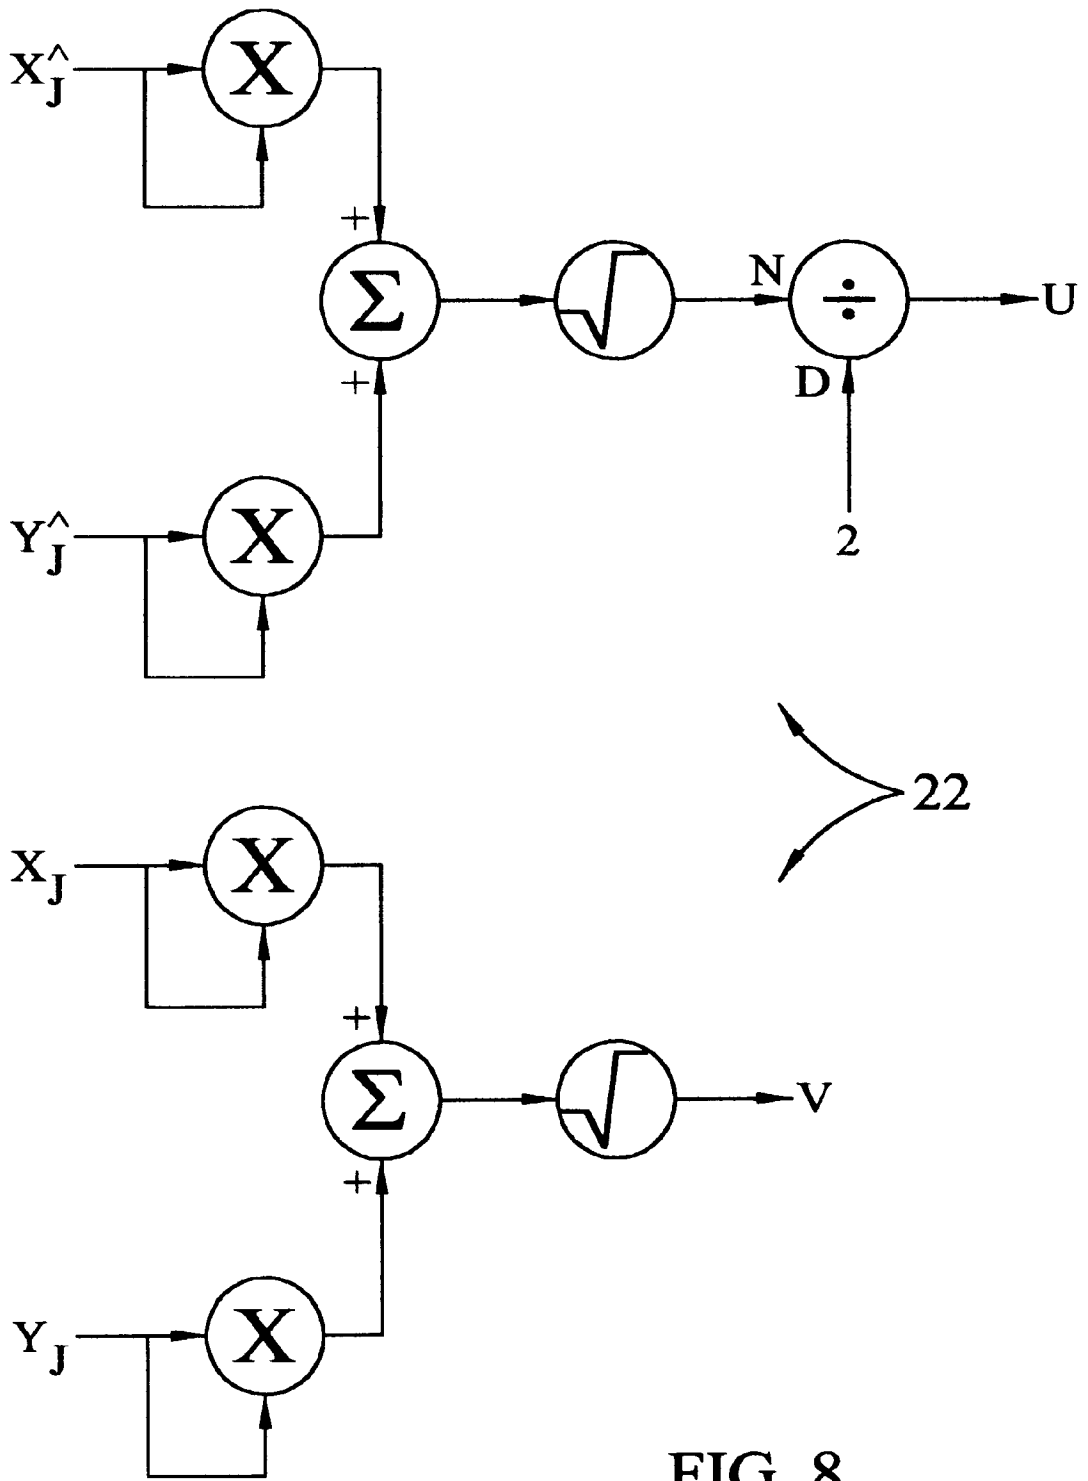 X^J X
+
Σ √ N ÷ U
+ D
Y^J X 2
22
XJ X
+
Σ √ V
+
YJ X
FIG. 8